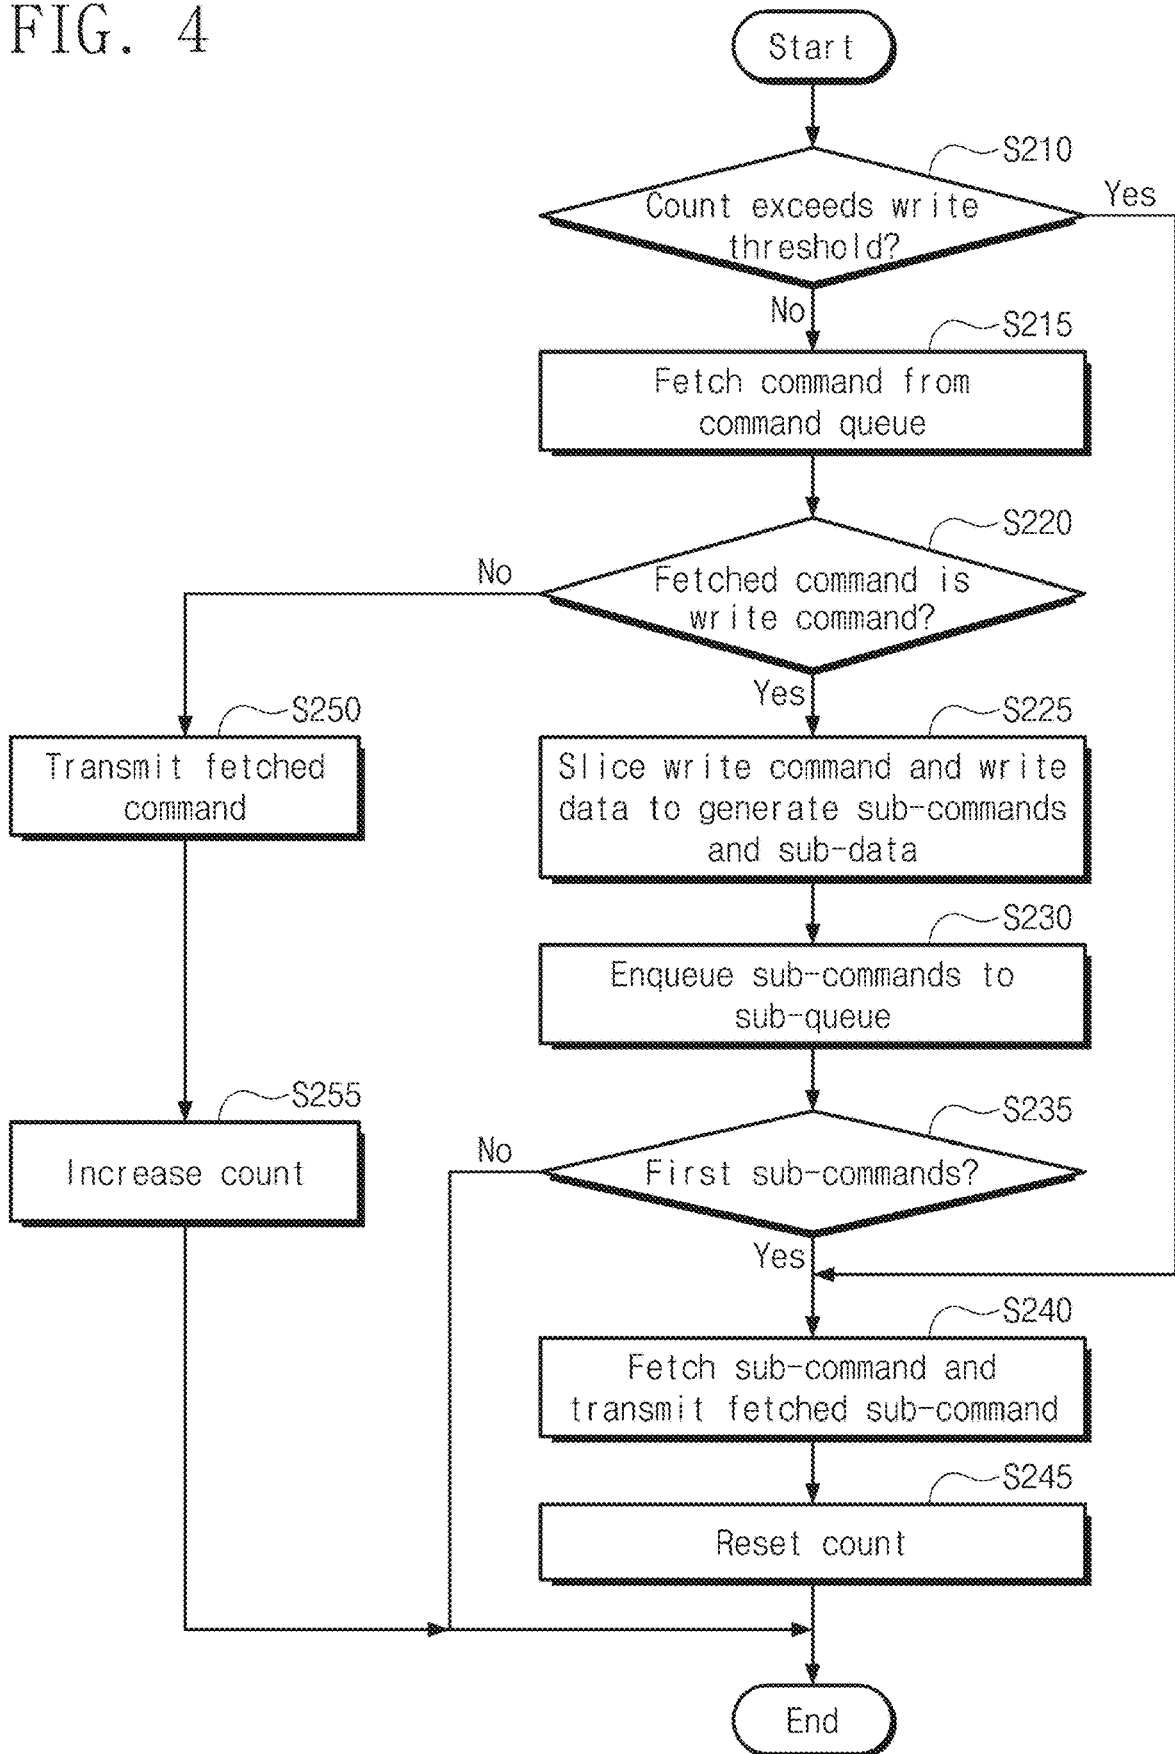 FIG. 4
Start
S210
Count exceeds write
threshold?
Yes
No
S215
Fetch command from
command queue
S220
Fetched command is
write command?
No
Yes
S250
Transmit fetched
command
S225
Slice write command and write
data to generate sub-commands
and sub-data
S230
Enqueue sub-commands to
sub-queue
S255
Increase count
S235
First sub-commands?
No
Yes
S240
Fetch sub-command and
transmit fetched sub-command
S245
Reset count
End